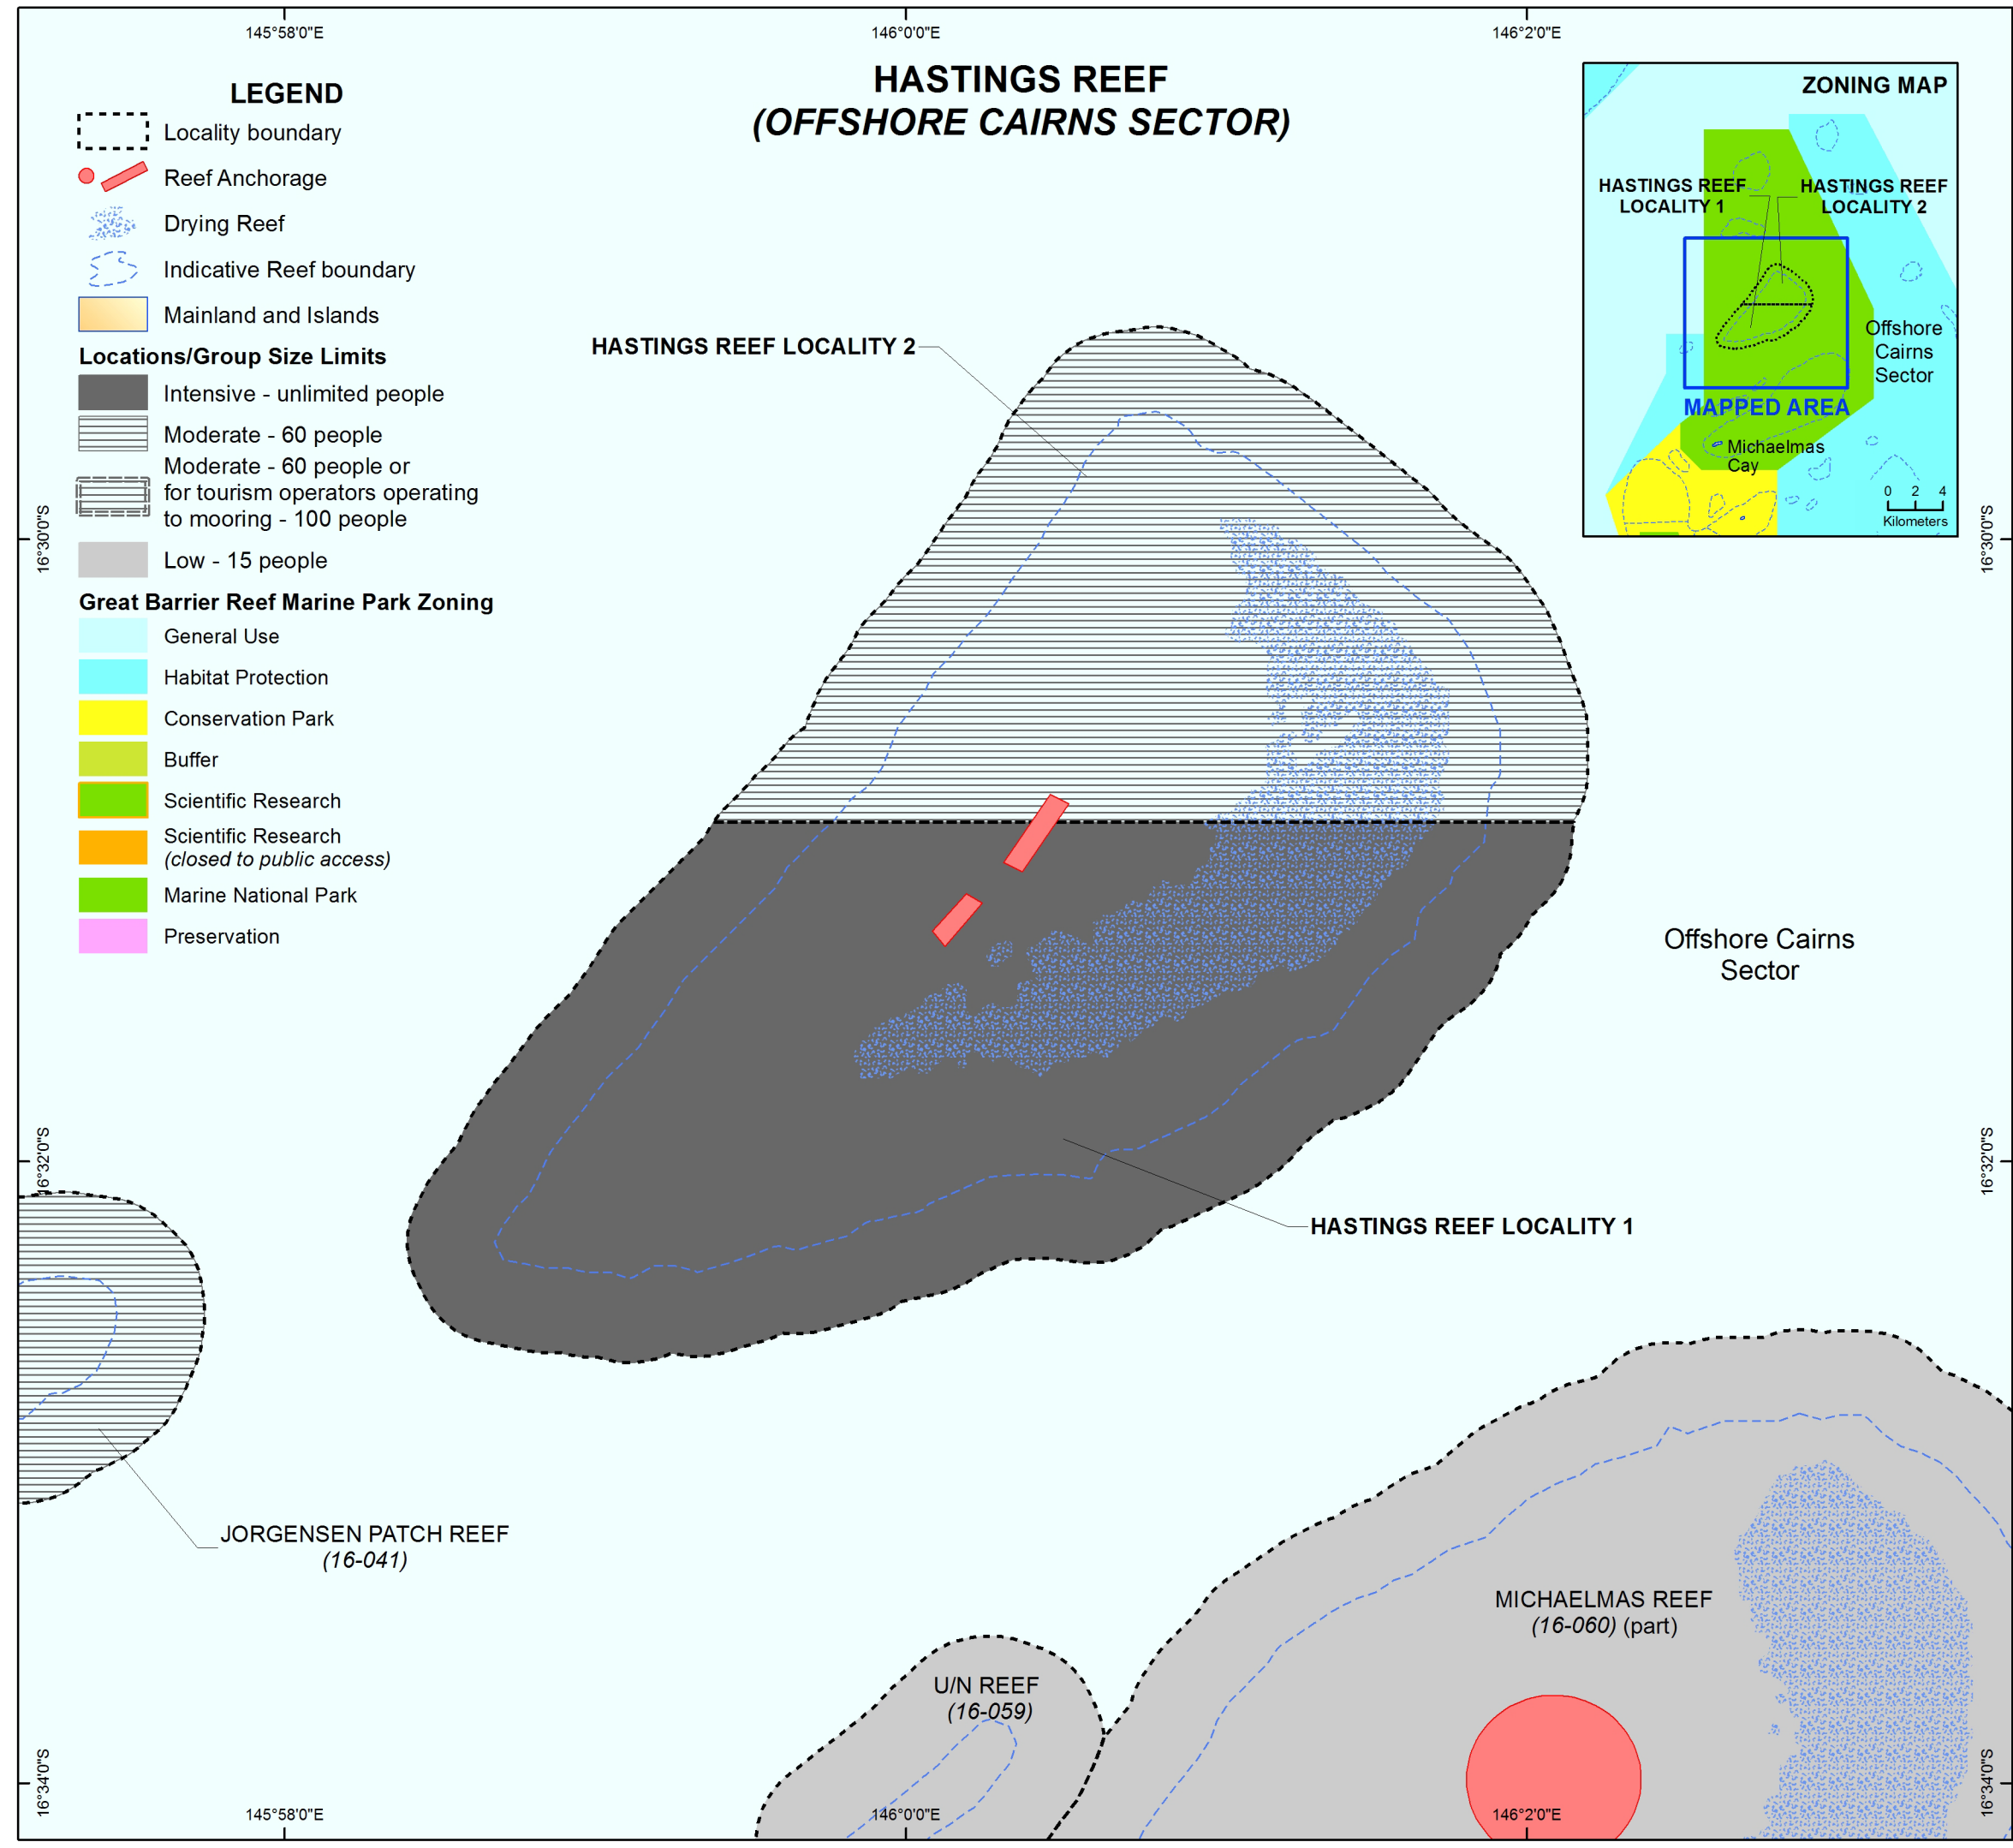 145°58'0"E
146°0'0"E
146°2'0"E
HASTINGS REEF
(OFFSHORE CAIRNS SECTOR)
LEGEND
Locality boundary
Reef Anchorage
Drying Reef
Indicative Reef boundary
Mainland and Islands
Locations/Group Size Limits
Intensive - unlimited people
Moderate - 60 people
Moderate - 60 people or
for tourism operators operating
to mooring - 100 people
Low - 15 people
Great Barrier Reef Marine Park Zoning
General Use
Habitat Protection
Conservation Park
Buffer
Scientific Research
Scientific Research
(closed to public access)
Marine National Park
Preservation
ZONING MAP
HASTINGS REEF
LOCALITY 1
HASTINGS REEF
LOCALITY 2
Offshore
Cairns
Sector
MAPPED AREA
Michaelmas
Cay
0 2 4
Kilometers
HASTINGS REEF LOCALITY 2
16°30'0"S
16°30'0"S
Offshore Cairns
Sector
16°32'0"S
16°32'0"S
HASTINGS REEF LOCALITY 1
JORGENSEN PATCH REEF
(16-041)
MICHAELMAS REEF
(16-060) (part)
U/N REEF
(16-059)
16°34'0"S
16°34'0"S
145°58'0"E
146°0'0"E
146°2'0"E